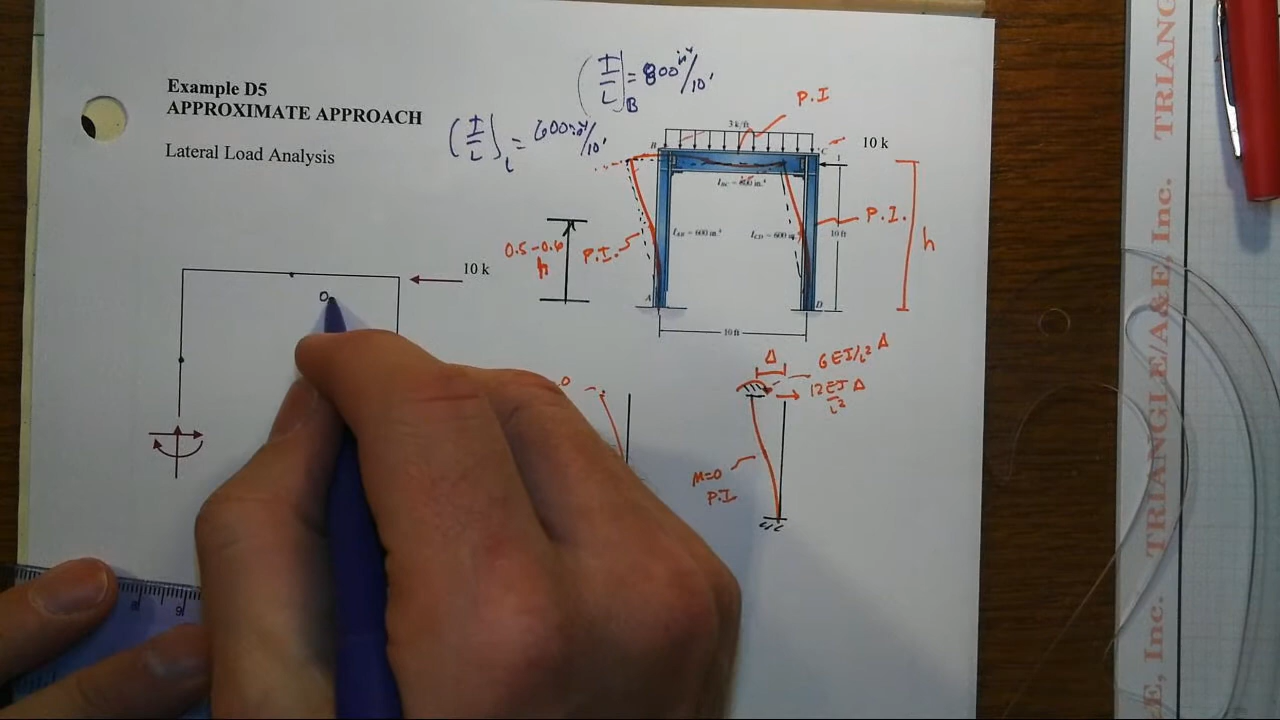 Example D5
APPROXIMATE APPROACH
Lateral Load Analysis
(I/L)B = 800 in⁴/10'
(I/L)L = 600 in⁴/10'
P.I
3 k/ft
B
C
10 k
IAB = 600 in.⁴
ICD = 600 in
P.I.
P.I.
10 ft
h
0.5-0.6
h
A
D
10 ft
10 k
0
Δ
6EI/L² Δ
12EI Δ
L²
M=0
P.I
TRIANGLE/A&E, Inc. TRIANG